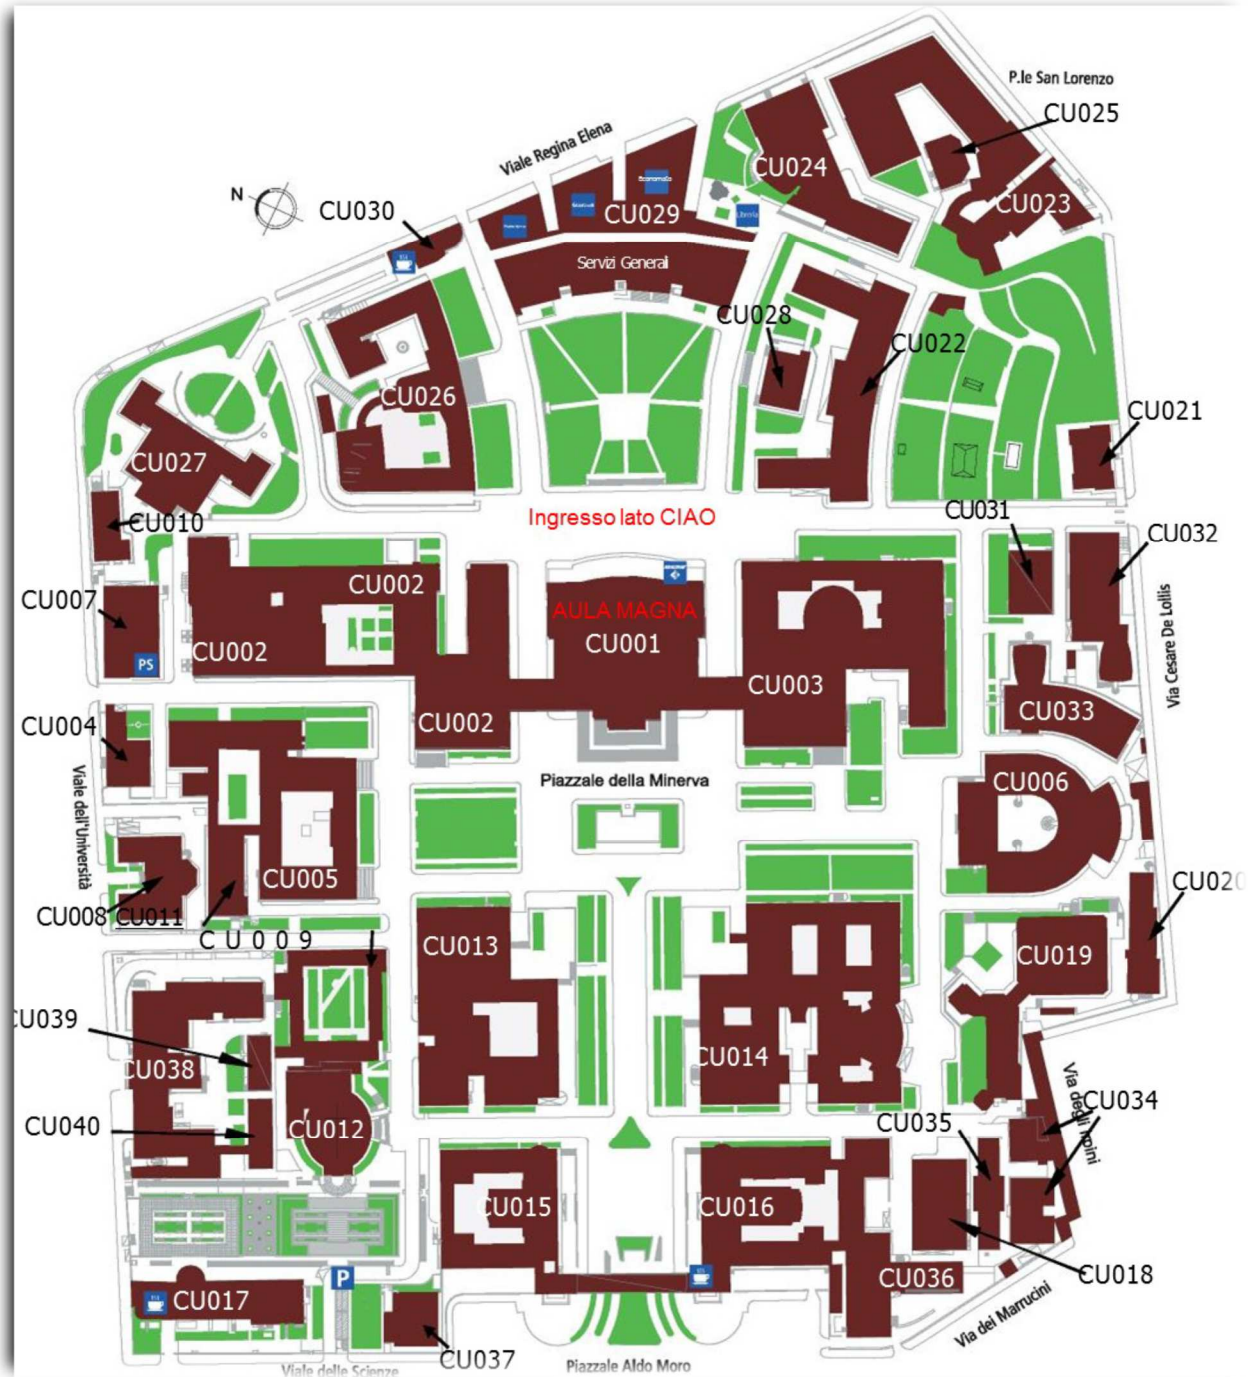 P.le San Lorenzo
CU025
Viale Regina Elena
CU024
N
CU030
Economato
CU029
Libreria
CU023
Servizi Generali
CU028
CU022
CU026
CU021
CU027
Ingresso lato CIAO
CU031
CU010
CU032
CU002
CU007
AULA MAGNA
CU001
CU002
PS
CU003
CU002
CU033
Via Cesare De Lollis
CU004
Piazzale della Minerva
CU006
Viale dell'Università
CU005
CU020
CU008
CU011
CU009
CU013
CU019
CU039
CU038
CU014
CU040
CU012
CU035
CU034
Via degli Irpini
CU015
CU016
P
CU036
CU018
CU017
Via dei Marrucini
CU037
Viale delle Scienze
Piazzale Aldo Moro